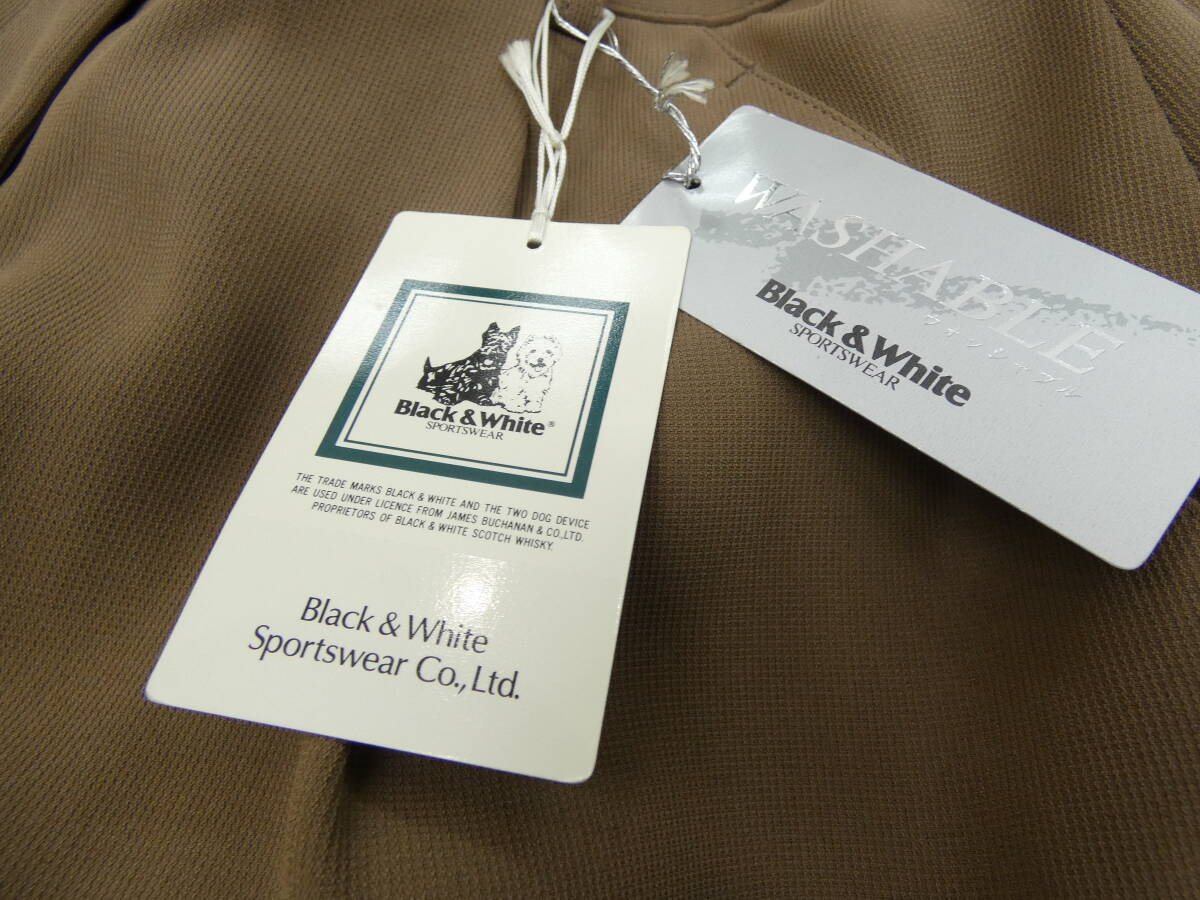 Black & White®
SPORTSWEAR
THE TRADE MARKS BLACK & WHITE AND THE TWO DOG DEVICE
ARE USED UNDER LICENCE FROM JAMES BUCHANAN & CO.,LTD.
PROPRIETORS OF BLACK & WHITE SCOTCH WHISKY.
Black & White
Sportswear Co., Ltd.
WASHABLE
ウォッシャブル
Black & White
SPORTSWEAR